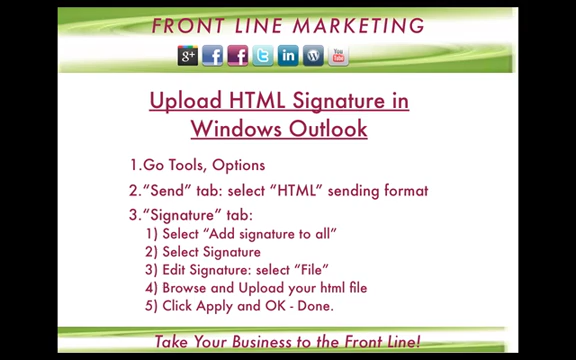 FRONT LINE MARKETING
g+ f f t in W You Tube
Upload HTML Signature in
Windows Outlook
1.Go Tools, Options
2.“Send” tab: select “HTML” sending format
3.“Signature” tab:
1) Select “Add signature to all”
2) Select Signature
3) Edit Signature: select “File”
4) Browse and Upload your html file
5) Click Apply and OK - Done.
Take Your Business to the Front Line!